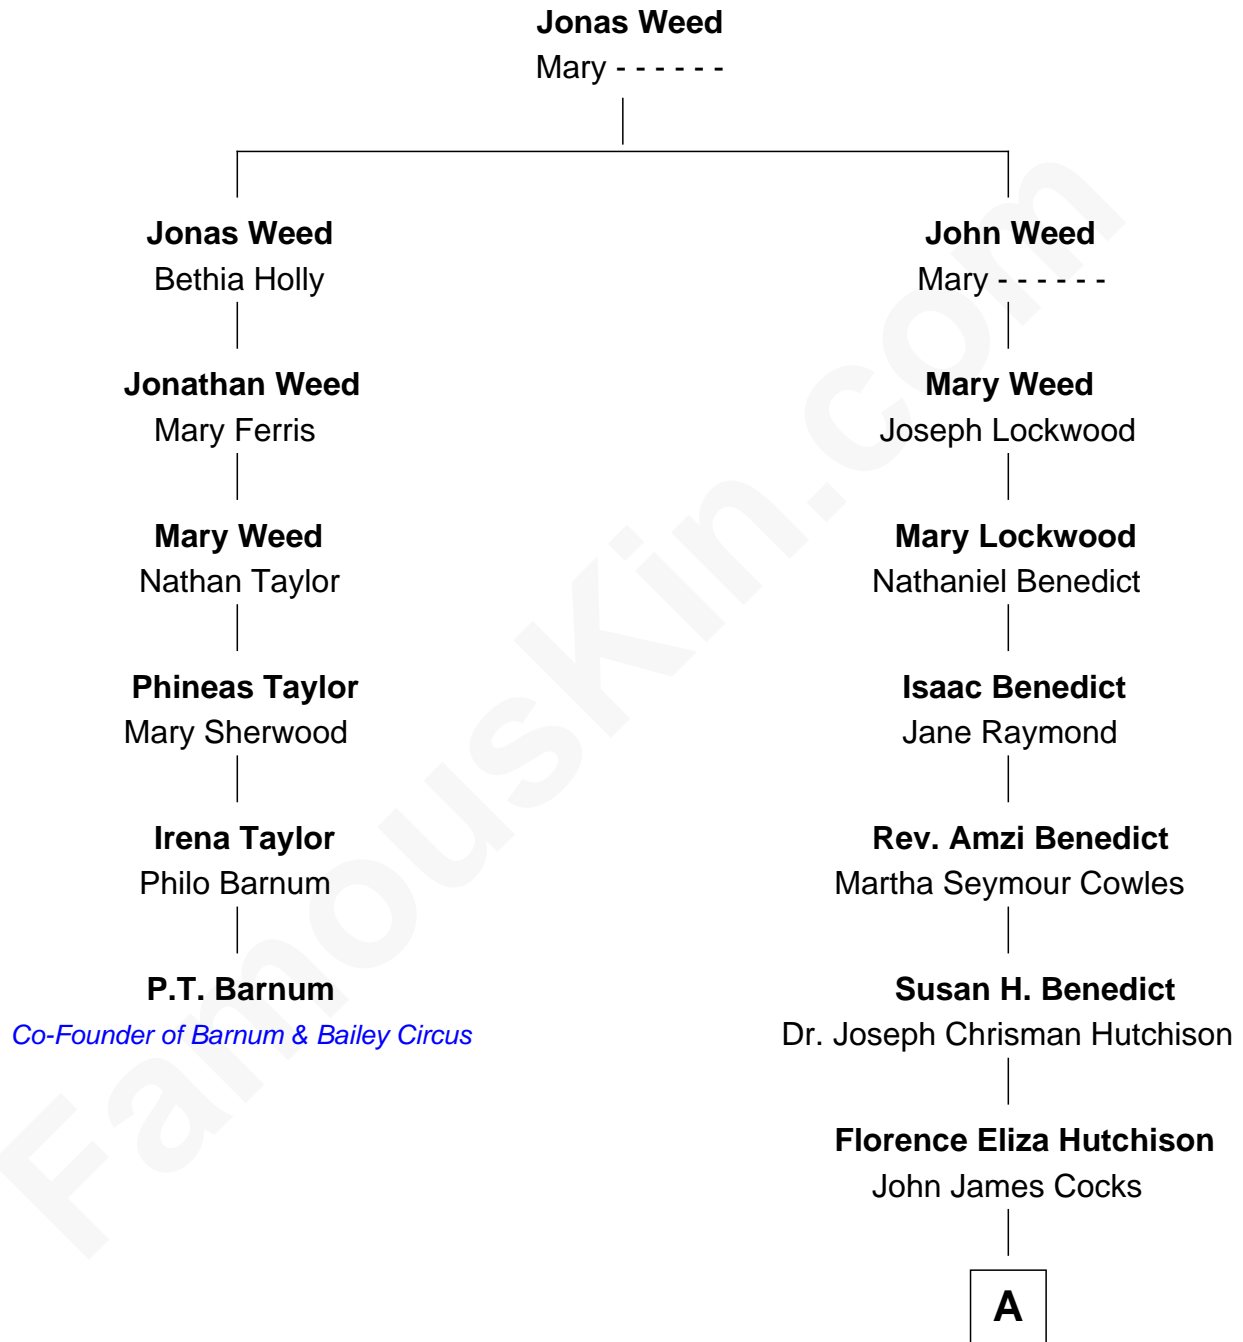 Jonas Weed
Mary - - - - - -
Jonas Weed
Bethia Holly
John Weed
Mary - - - - - -
Jonathan Weed
Mary Ferris
Mary Weed
Joseph Lockwood
Mary Weed
Nathan Taylor
Mary Lockwood
Nathaniel Benedict
Phineas Taylor
Mary Sherwood
Isaac Benedict
Jane Raymond
Irena Taylor
Philo Barnum
Rev. Amzi Benedict
Martha Seymour Cowles
P.T. Barnum
Co-Founder of Barnum & Bailey Circus
Susan H. Benedict
Dr. Joseph Chrisman Hutchison
Florence Eliza Hutchison
John James Cocks
A
FamousKin.com